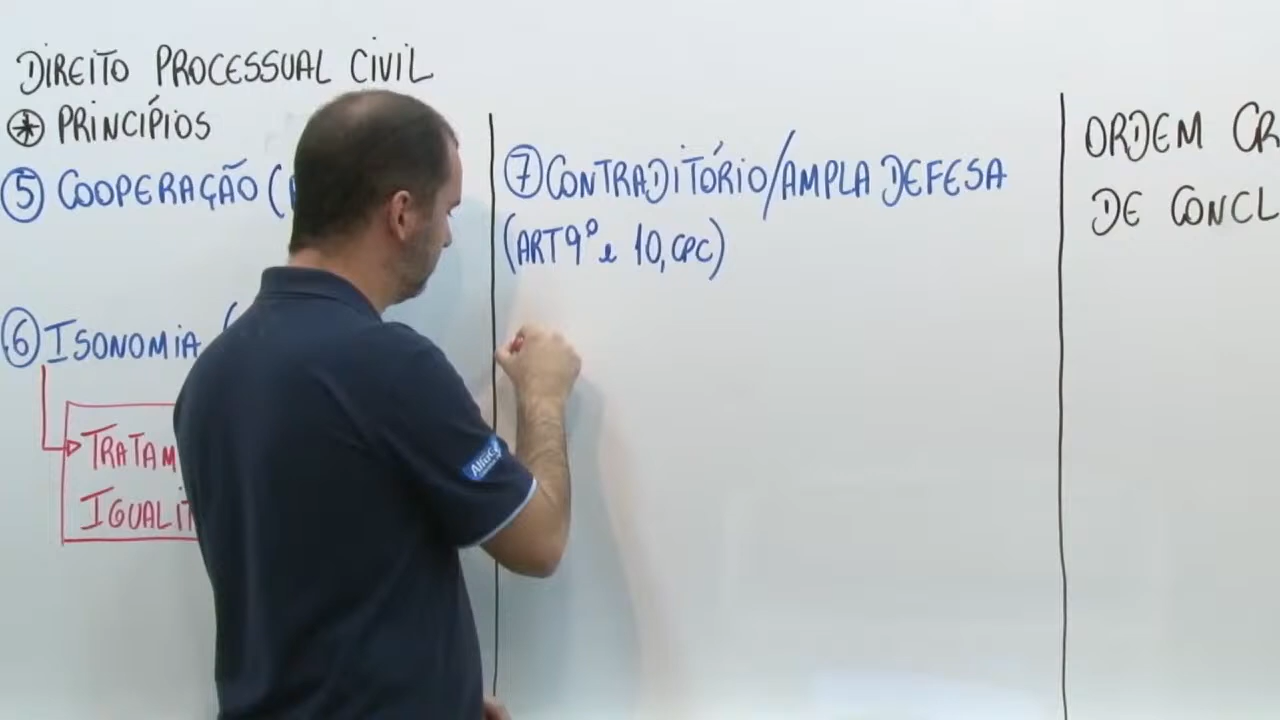 DIREITO PROCESSUAL CIVIL
* PRINCÍPIOS
5 COOPERAÇÃO (
6 ISONOMIA (
TRATAM
IGUALIT
7 CONTRADITÓRIO/AMPLA DEFESA
(ART 9º e 10, CPC)
ORDEM CR
DE CONCL